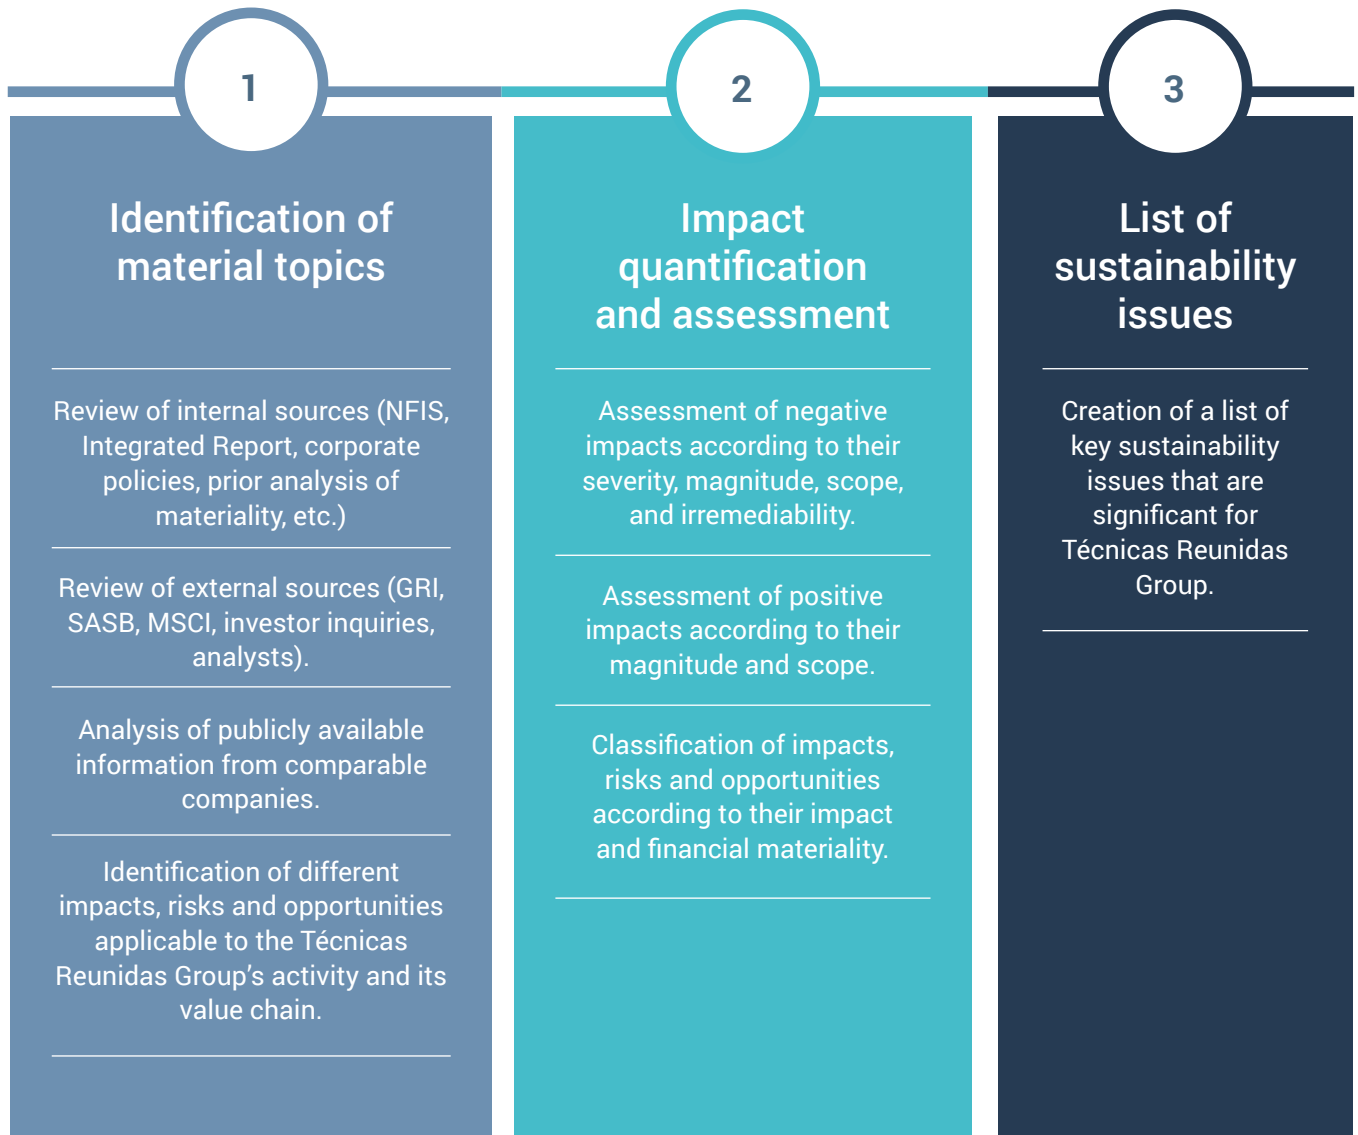 1
Identification of
material topics
Review of internal sources (NFIS,
Integrated Report, corporate
policies, prior analysis of
materiality, etc.)
Review of external sources (GRI,
SASB, MSCI, investor inquiries,
analysts).
Analysis of publicly available
information from comparable
companies.
Identification of different
impacts, risks and opportunities
applicable to the Técnicas
Reunidas Group’s activity and its
value chain.
2
Impact
quantification
and assessment
Assessment of negative
impacts according to their
severity, magnitude, scope,
and irremediability.
Assessment of positive
impacts according to their
magnitude and scope.
Classification of impacts,
risks and opportunities
according to their impact
and financial materiality.
3
List of
sustainability
issues
Creation of a list of
key sustainability
issues that are
significant for
Técnicas Reunidas
Group.